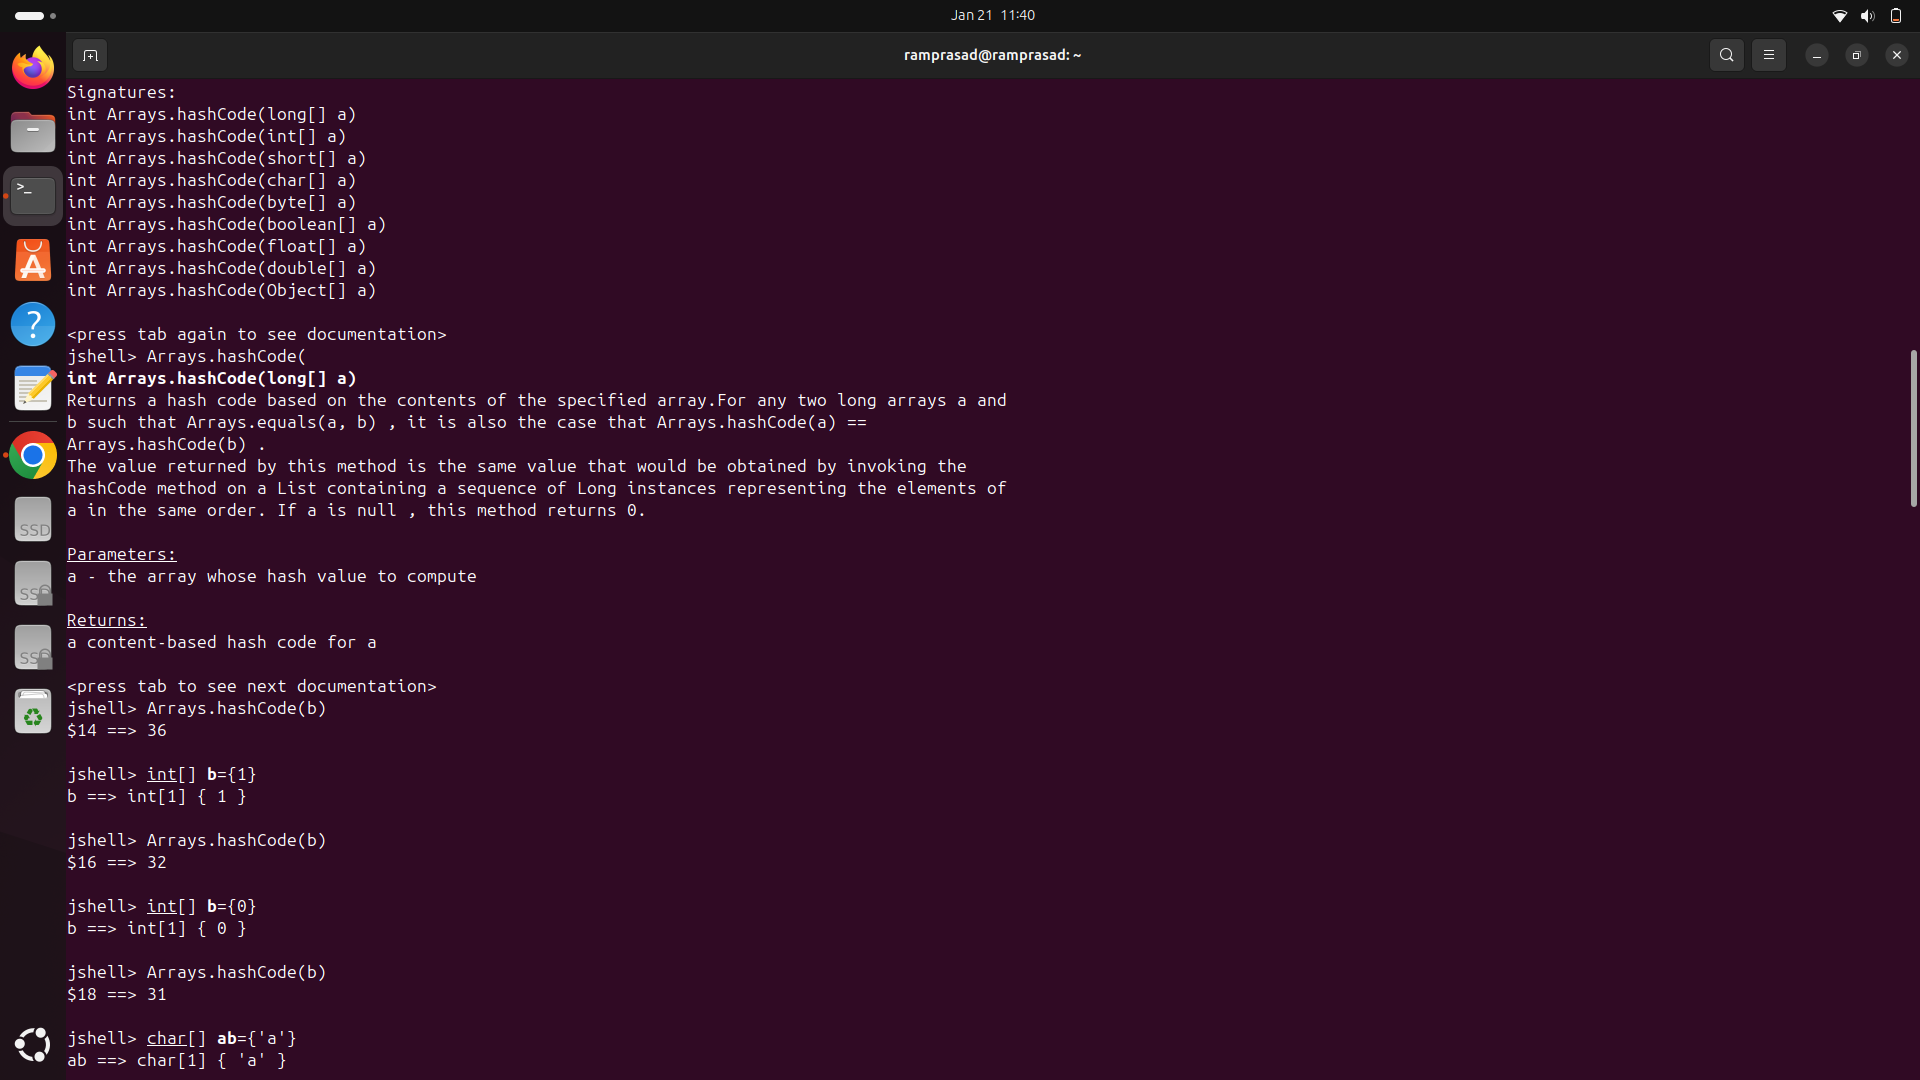 Jan 21 11:40
ramprasad@ramprasad: ~
Signatures:
int Arrays.hashCode(long[] a)
int Arrays.hashCode(int[] a)
int Arrays.hashCode(short[] a)
int Arrays.hashCode(char[] a)
int Arrays.hashCode(byte[] a)
int Arrays.hashCode(boolean[] a)
int Arrays.hashCode(float[] a)
int Arrays.hashCode(double[] a)
int Arrays.hashCode(Object[] a)
<press tab again to see documentation>
jshell> Arrays.hashCode(
int Arrays.hashCode(long[] a)
Returns a hash code based on the contents of the specified array.For any two long arrays a and
b such that Arrays.equals(a, b) , it is also the case that Arrays.hashCode(a) ==
Arrays.hashCode(b) .
The value returned by this method is the same value that would be obtained by invoking the
hashCode method on a List containing a sequence of Long instances representing the elements of
a in the same order. If a is null , this method returns 0.
Parameters:
a - the array whose hash value to compute
Returns:
a content-based hash code for a
<press tab to see next documentation>
jshell> Arrays.hashCode(b)
$14 ==> 36
jshell> int[] b={1}
b ==> int[1] { 1 }
jshell> Arrays.hashCode(b)
$16 ==> 32
jshell> int[] b={0}
b ==> int[1] { 0 }
jshell> Arrays.hashCode(b)
$18 ==> 31
jshell> char[] ab={'a'}
ab ==> char[1] { 'a' }
>_
A
?
SSD
SSD
SSD